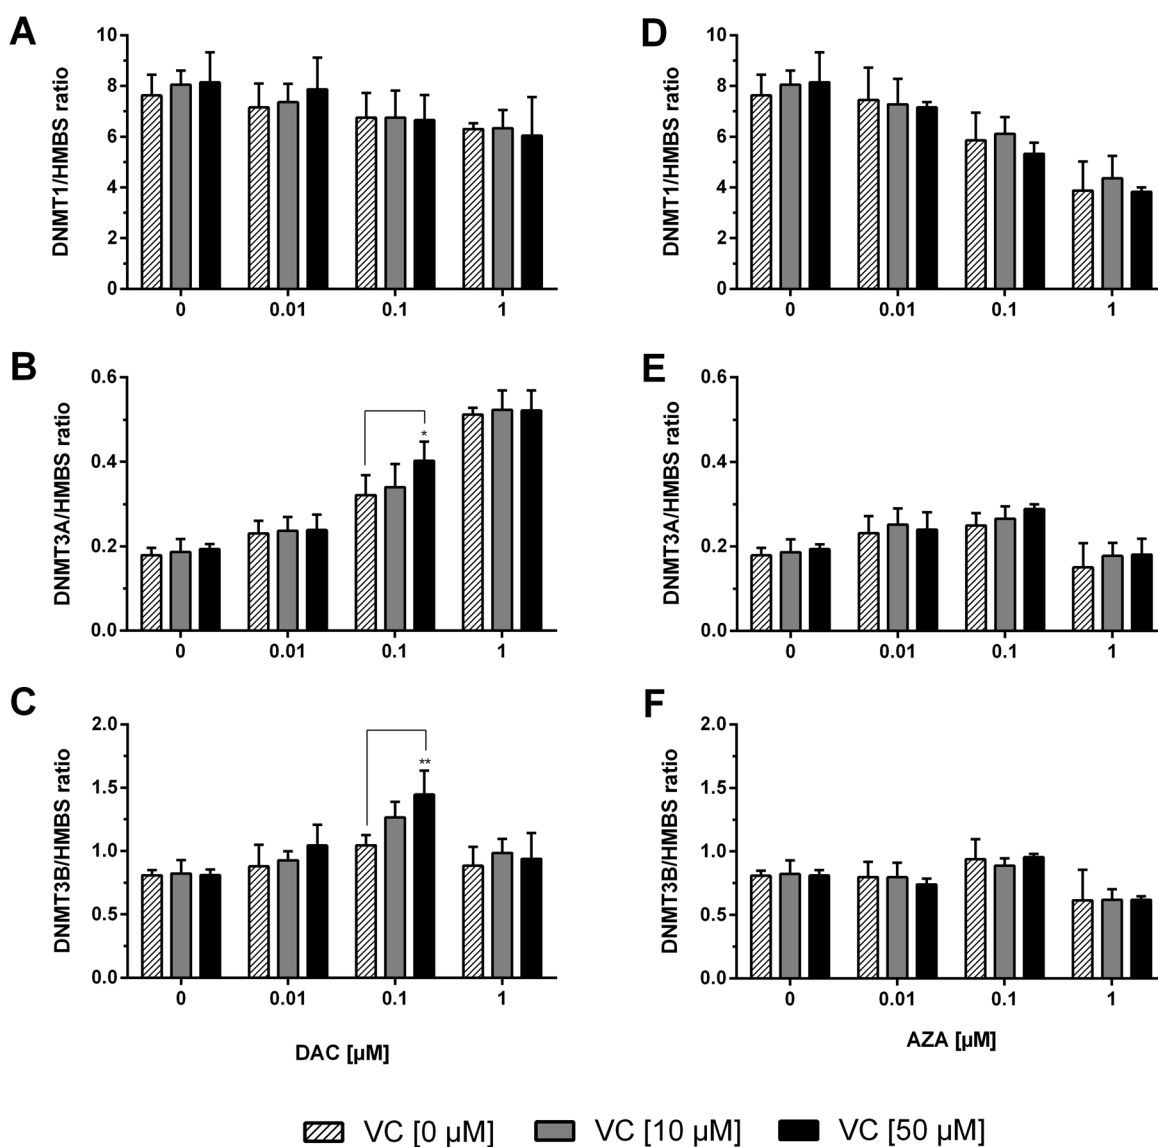 A
DNMT1/HMBS ratio
10
8
6
4
2
0
0 0.01 0.1 1
D
DNMT1/HMBS ratio
10
8
6
4
2
0
0 0.01 0.1 1
B
DNMT3A/HMBS ratio
0.6
0.4
0.2
0.0
*
0 0.01 0.1 1
E
DNMT3A/HMBS ratio
0.6
0.4
0.2
0.0
0 0.01 0.1 1
C
DNMT3B/HMBS ratio
2.0
1.5
1.0
0.5
0.0
**
0 0.01 0.1 1
DAC [µM]
F
DNMT3B/HMBS ratio
2.0
1.5
1.0
0.5
0.0
0 0.01 0.1 1
AZA [µM]
VC [0 µM] VC [10 µM] VC [50 µM]